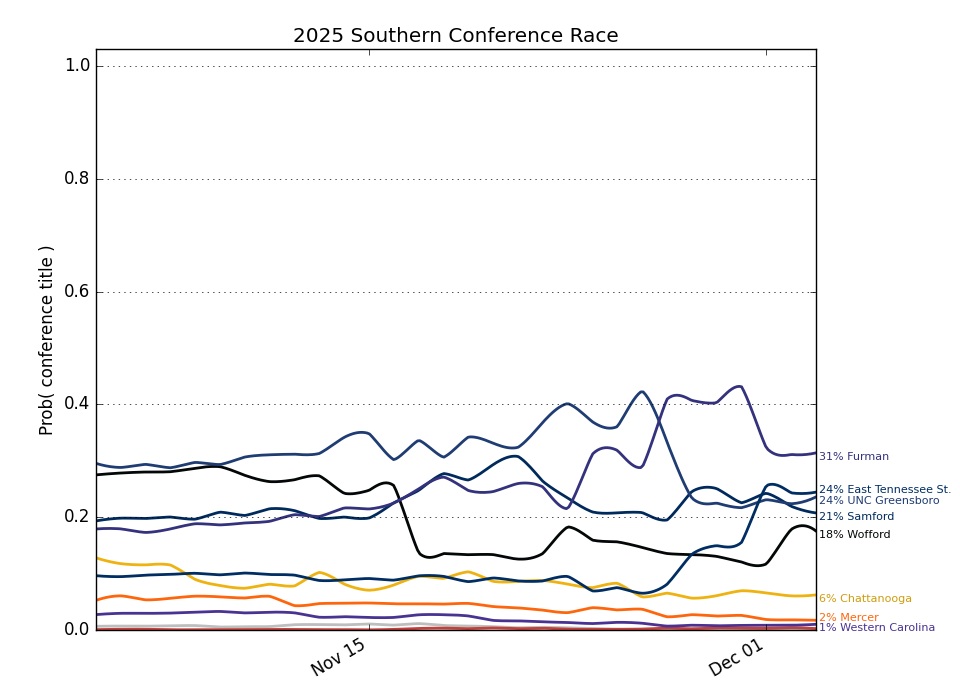 2025 Southern Conference Race
Prob( conference title )
1.0
0.8
0.6
0.4
0.2
0.0
Nov 15
Dec 01
31% Furman
24% East Tennessee St.
24% UNC Greensboro
21% Samford
18% Wofford
6% Chattanooga
2% Mercer
1% Western Carolina